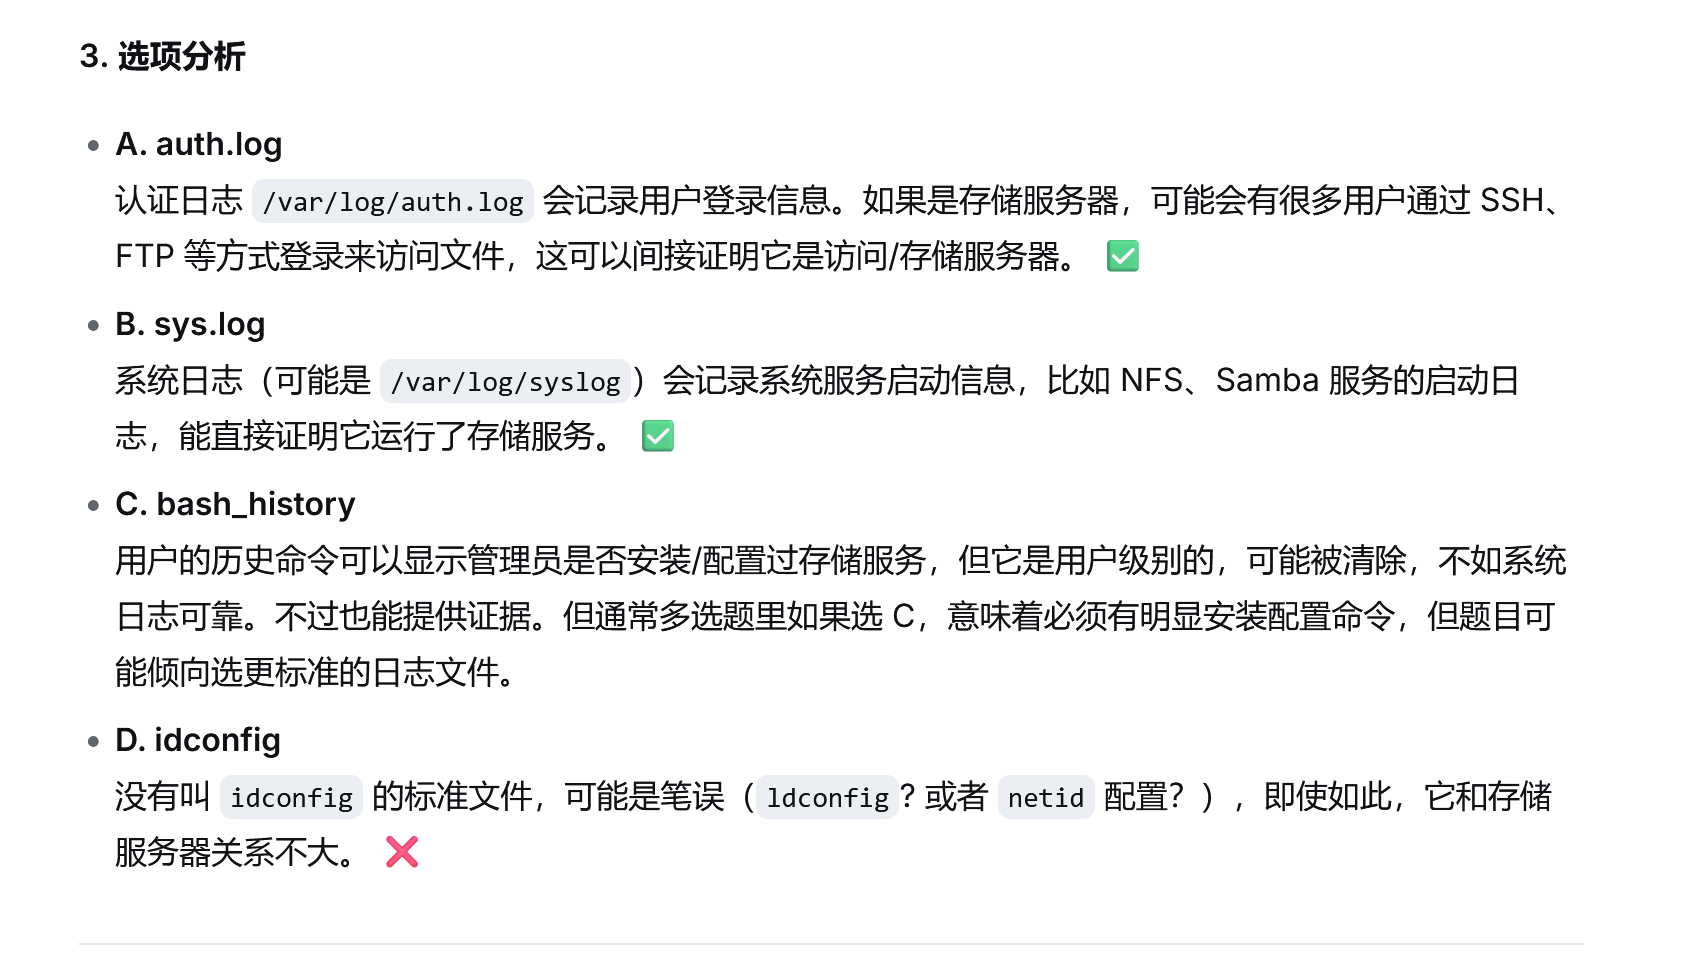 3. 选项分析
A. auth.log
认证日志 /var/log/auth.log 会记录用户登录信息。如果是存储服务器，可能会有很多用户通过 SSH、
FTP 等方式登录来访问文件，这可以间接证明它是访问/存储服务器。 ✅
B. sys.log
系统日志（可能是 /var/log/syslog）会记录系统服务启动信息，比如 NFS、Samba 服务的启动日
志，能直接证明它运行了存储服务。 ✅
C. bash_history
用户的历史命令可以显示管理员是否安装/配置过存储服务，但它是用户级别的，可能被清除，不如系统
日志可靠。不过也能提供证据。但通常多选题里如果选 C，意味着必须有明显安装配置命令，但题目可
能倾向选更标准的日志文件。
D. idconfig
没有叫 idconfig 的标准文件，可能是笔误（ldconfig？或者 netid 配置？），即使如此，它和存储
服务器关系不大。 ❌